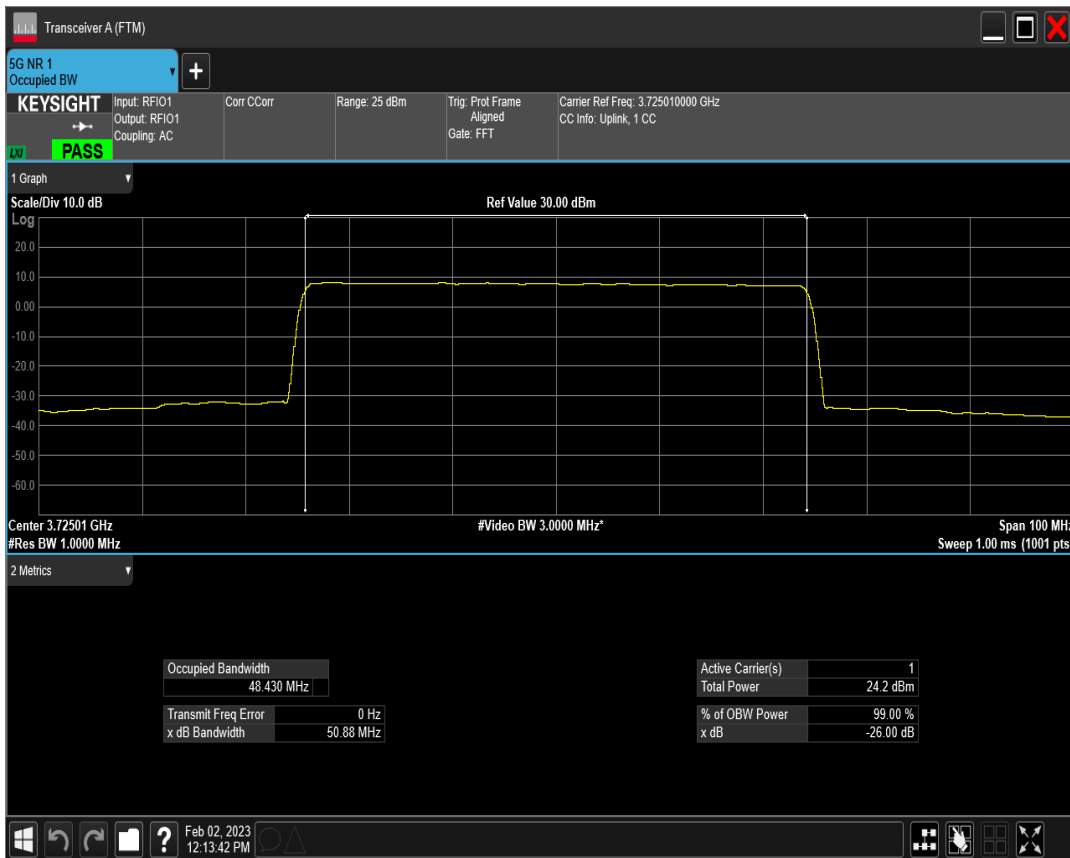 Transceiver A (FTM)
5G NR 1
Occupied BW
+
KEYSIGHT
LXI
PASS
Input: RFIO1
Output: RFIO1
Coupling: AC
Corr CCorr
Range: 25 dBm
Trig: Prot Frame
Aligned
Gate: FFT
Carrier Ref Freq: 3.725010000 GHz
CC Info: Uplink, 1 CC
1 Graph
Scale/Div 10.0 dB
Ref Value 30.00 dBm
Log
20.0
10.0
0.00
-10.0
-20.0
-30.0
-40.0
-50.0
-60.0
Center 3.72501 GHz
#Video BW 3.0000 MHz*
Span 100 MHz
#Res BW 1.0000 MHz
Sweep 1.00 ms (1001 pts
2 Metrics
Occupied Bandwidth
48.430 MHz
Transmit Freq Error 0 Hz
x dB Bandwidth 50.88 MHz
Active Carrier(s) 1
Total Power 24.2 dBm
% of OBW Power 99.00 %
x dB -26.00 dB
?
Feb 02, 2023
12:13:42 PM